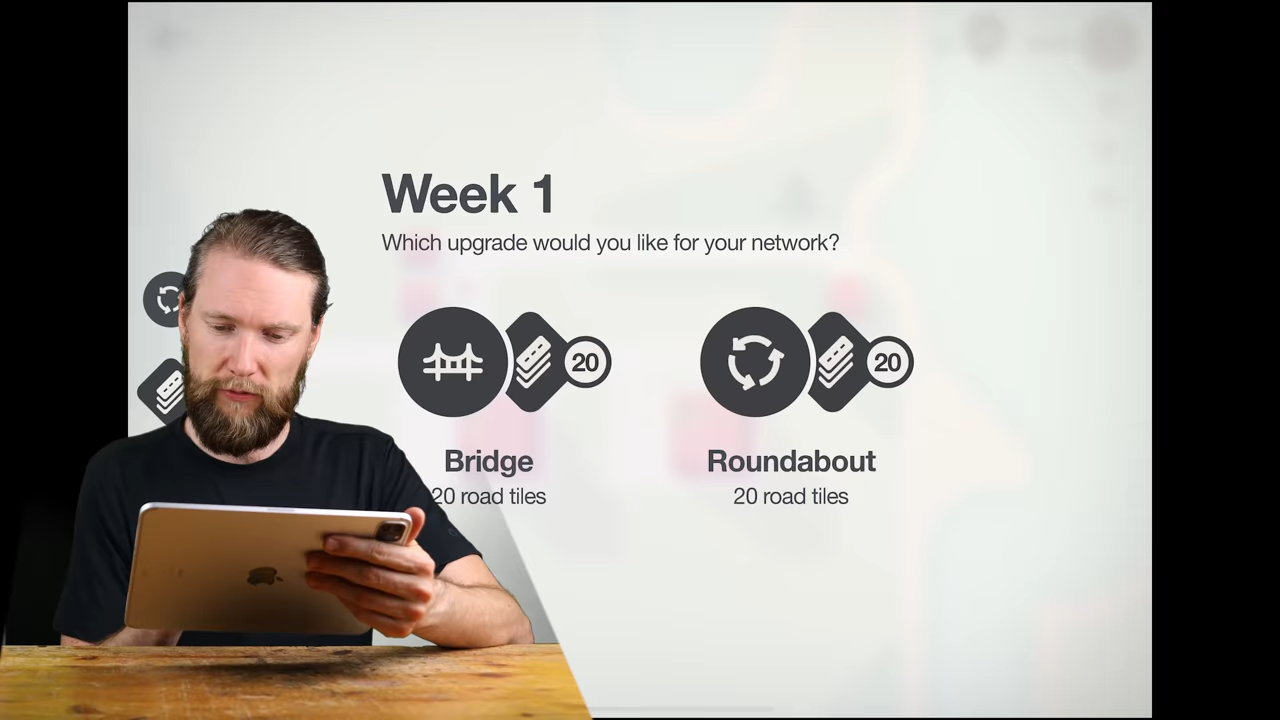 Week 1
Which upgrade would you like for your network?
20
20
Bridge
Roundabout
20 road tiles
20 road tiles